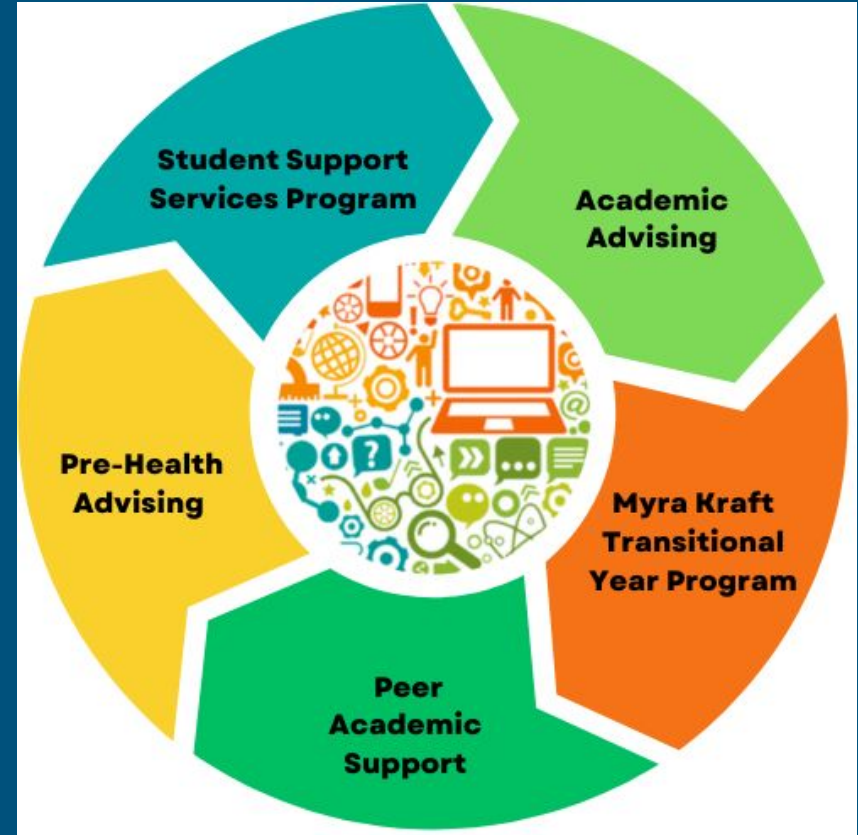 Student Support
Services Program
Academic
Advising
Myra Kraft
Transitional
Year Program
Peer
Academic
Support
Pre-Health
Advising
?
@